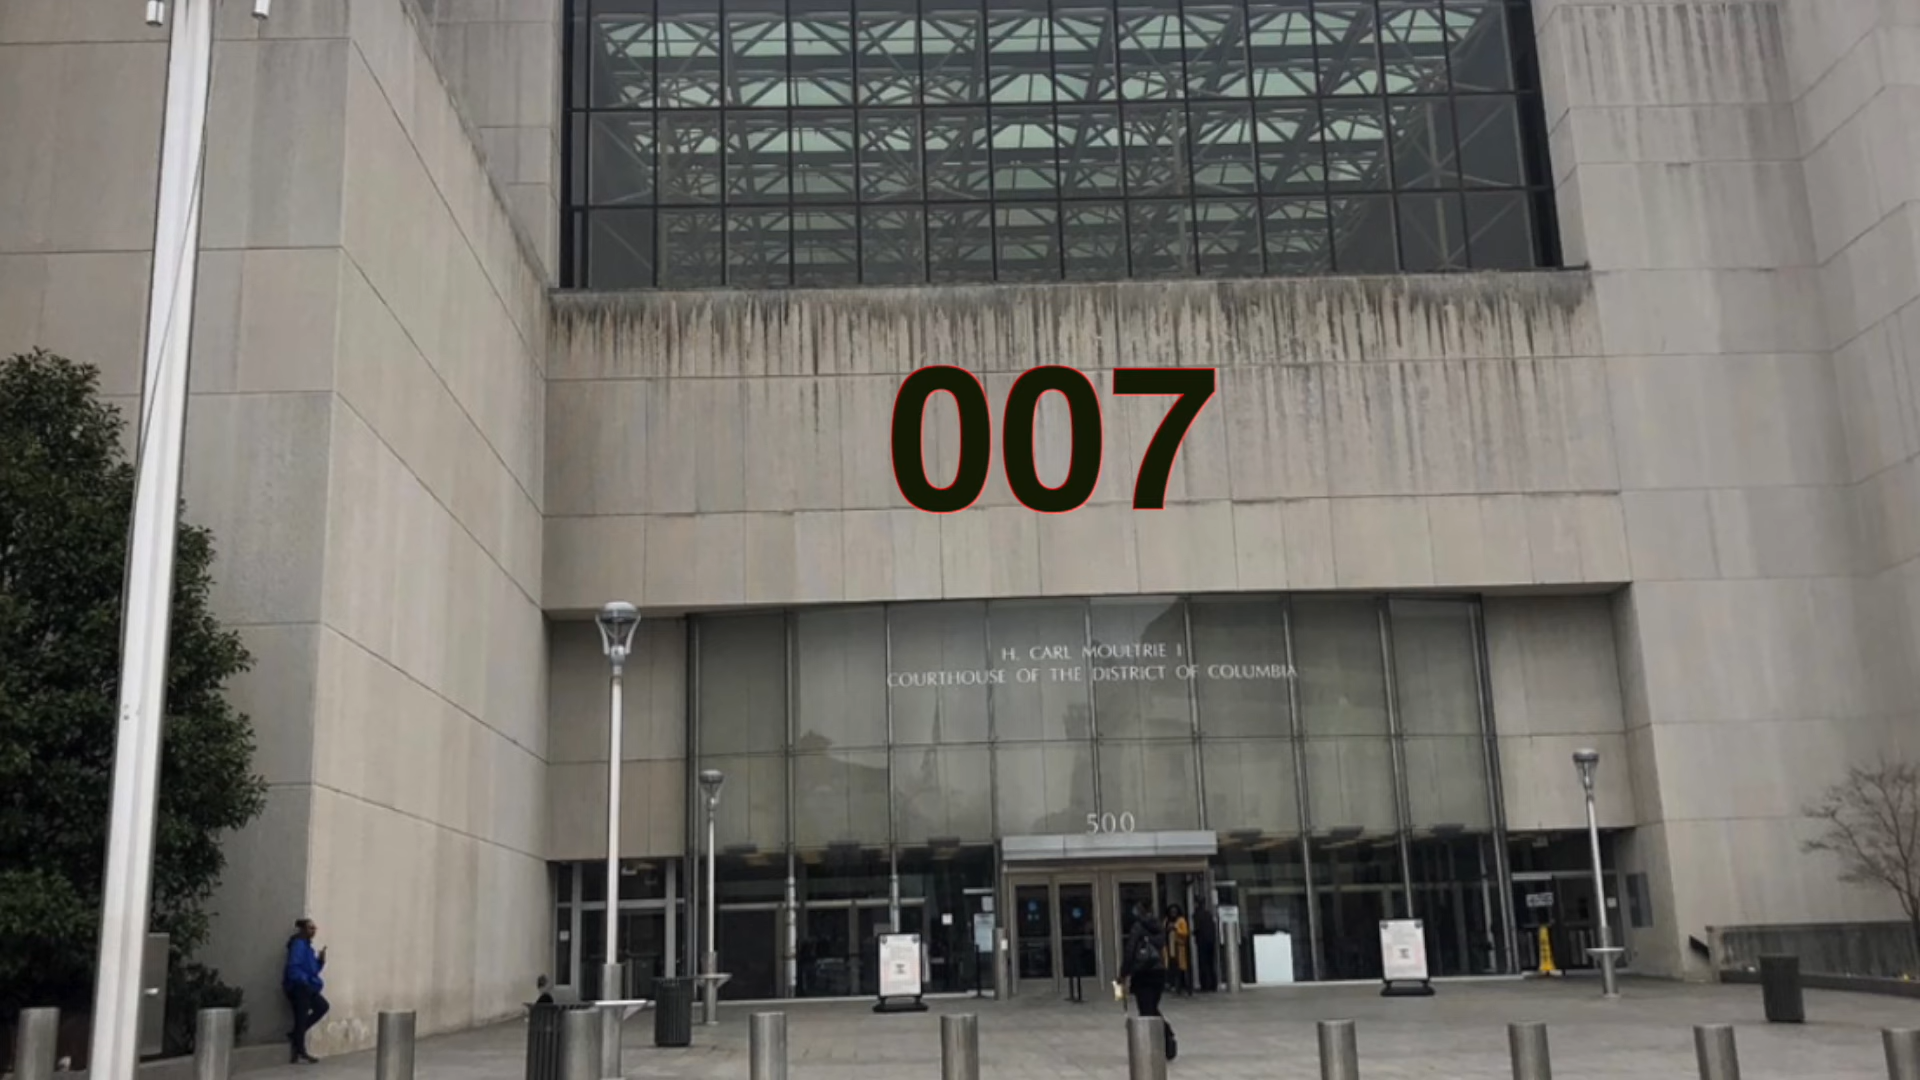 007
H. CARL MOULTRIE I
COURTHOUSE OF THE DISTRICT OF COLUMBIA
500